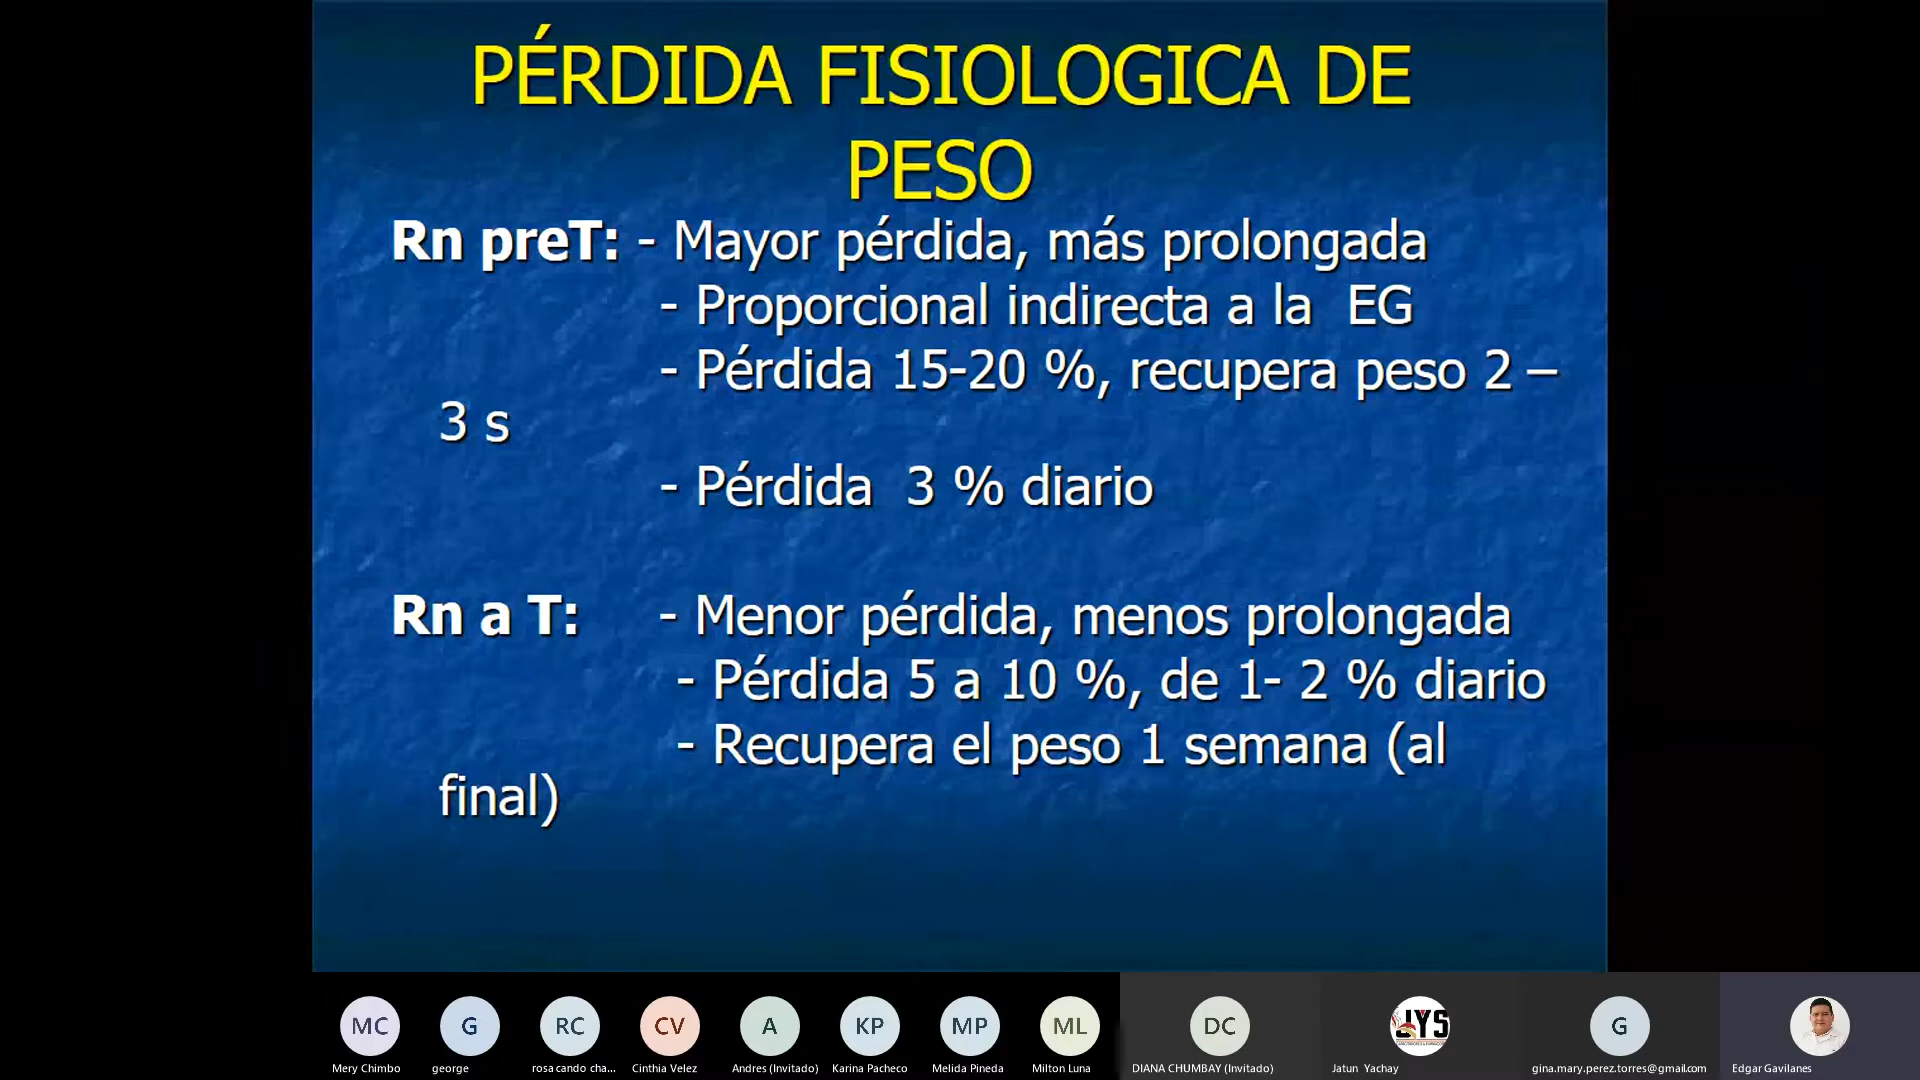 PÉRDIDA FISIOLOGICA DE
PESO
Rn preT: - Mayor pérdida, más prolongada
- Proporcional indirecta a la EG
- Pérdida 15-20 %, recupera peso 2 –
3 s
- Pérdida 3 % diario
Rn a T: - Menor pérdida, menos prolongada
- Pérdida 5 a 10 %, de 1- 2 % diario
- Recupera el peso 1 semana (al
final)
MC G RC CV A KP MP ML DC JYS G
Mery Chimbo george rosa cando cha... Cinthia Velez Andres (Invitado) Karina Pacheco Melida Pineda Milton Luna DIANA CHUMBAY (Invitado) Jatun Yachay gina.mary.perez.torres@gmail.com Edgar Gavilanes